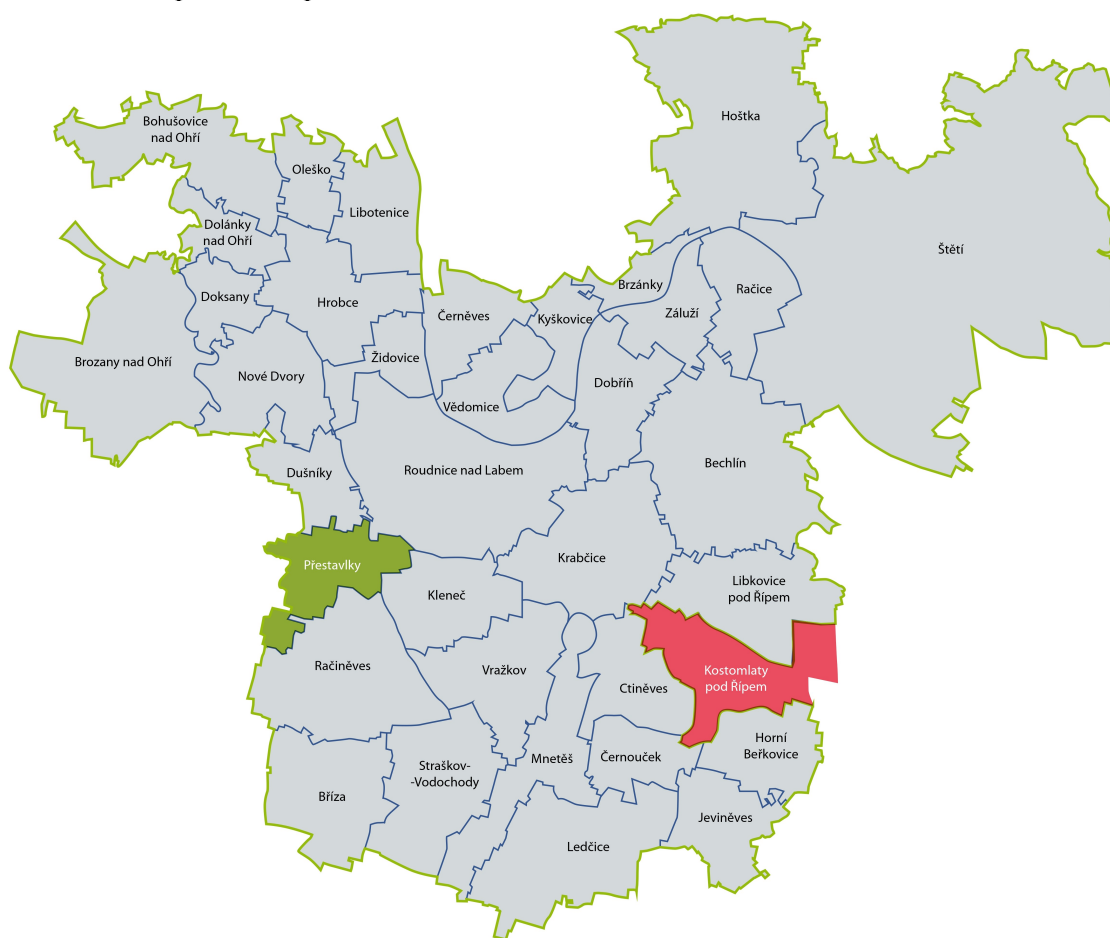 Hoštka
Bohušovice
nad Ohří
Oleško
Libotenice
Dolánky
nad Ohří
Štětí
Doksany
Hrobce
Brzánky
Račice
Černěves
Kyškovice
Záluží
Brozany nad Ohří
Židovice
Nové Dvory
Dobříň
Vědomice
Dušníky
Roudnice nad Labem
Bechlín
Přestavlky
Krabčice
Kleneč
Libkovice
pod Řípem
Račiněves
Vražkov
Ctiněves
Kostomlaty
pod Řípem
Straškov-
-Vodochody
Mnetěš
Černouček
Horní
Beřkovice
Bříza
Jeviněves
Ledčice